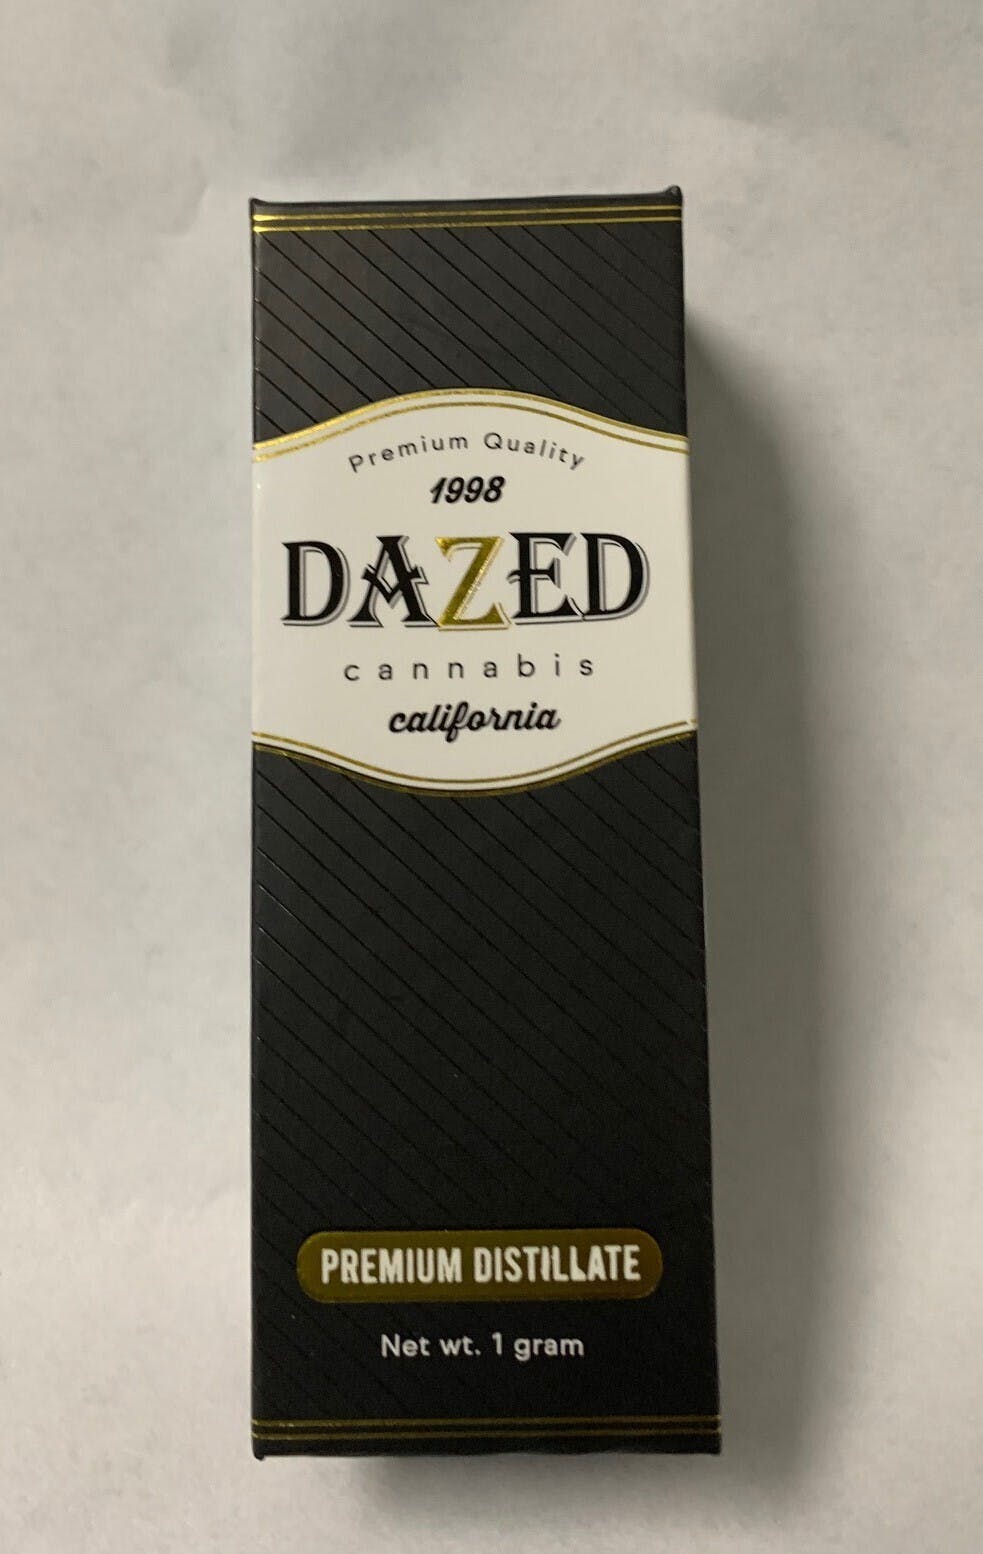 Premium Quality
1998
DAZED
cannabis
california
PREMIUM DISTILLATE
Net wt. 1 gram